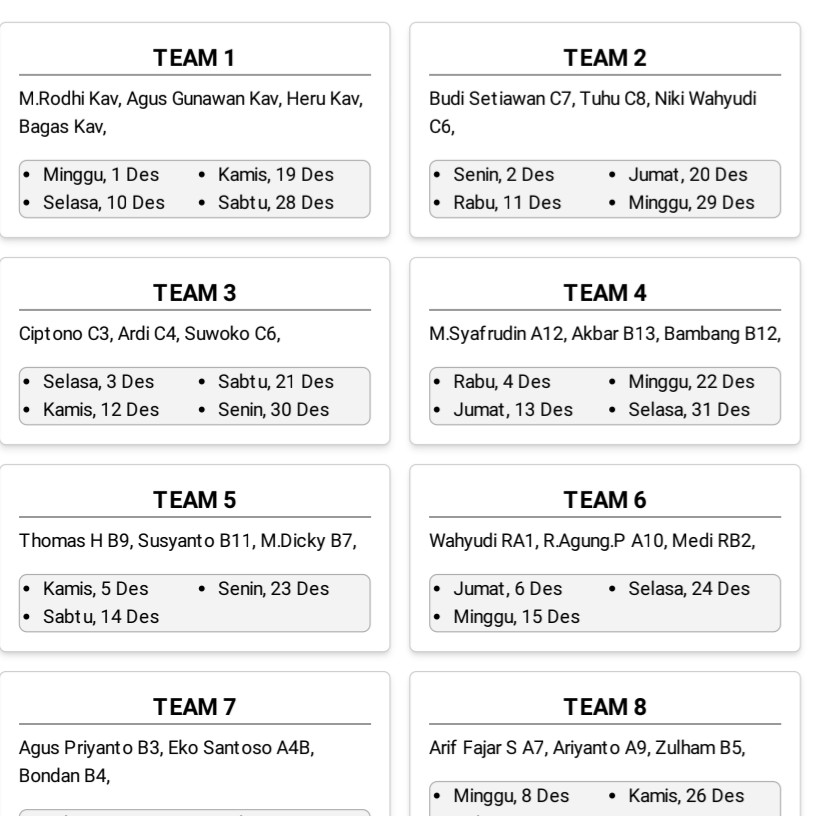 TEAM 1
M.Rodhi Kav, Agus Gunawan Kav, Heru Kav,
Bagas Kav,
• Minggu, 1 Des
• Selasa, 10 Des
• Kamis, 19 Des
• Sabtu, 28 Des
TEAM 2
Budi Setiawan C7, Tuhu C8, Niki Wahyudi
C6,
• Senin, 2 Des
• Rabu, 11 Des
• Jumat, 20 Des
• Minggu, 29 Des
TEAM 3
Ciptono C3, Ardi C4, Suwoko C6,
• Selasa, 3 Des
• Kamis, 12 Des
• Sabtu, 21 Des
• Senin, 30 Des
TEAM 4
M.Syafrudin A12, Akbar B13, Bambang B12,
• Rabu, 4 Des
• Jumat, 13 Des
• Minggu, 22 Des
• Selasa, 31 Des
TEAM 5
Thomas H B9, Susyanto B11, M.Dicky B7,
• Kamis, 5 Des
• Sabtu, 14 Des
• Senin, 23 Des
TEAM 6
Wahyudi RA1, R.Agung.P A10, Medi RB2,
• Jumat, 6 Des
• Minggu, 15 Des
• Selasa, 24 Des
TEAM 7
Agus Priyanto B3, Eko Santoso A4B,
Bondan B4,
TEAM 8
Arif Fajar S A7, Ariyanto A9, Zulham B5,
• Minggu, 8 Des
• Kamis, 26 Des